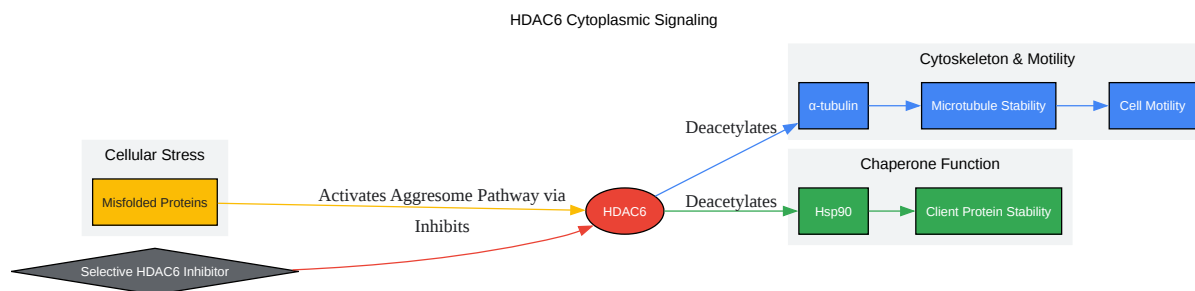 HDAC6 Cytoplasmic Signaling
Cytoskeleton & Motility
α-tubulin
Microtubule Stability
Cell Motility
Deacetylates
Cellular Stress
Misfolded Proteins
Activates Aggresome Pathway via
HDAC6
Deacetylates
Chaperone Function
Hsp90
Client Protein Stability
Inhibits
Selective HDAC6 Inhibitor